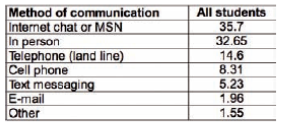 Method of communication All students
Internet chat or MSN 35.7
In person 32.65
Telephone (land line) 14.6
Cell phone 8.31
Text messaging 5.23
E-mail 1.96
Other 1.55